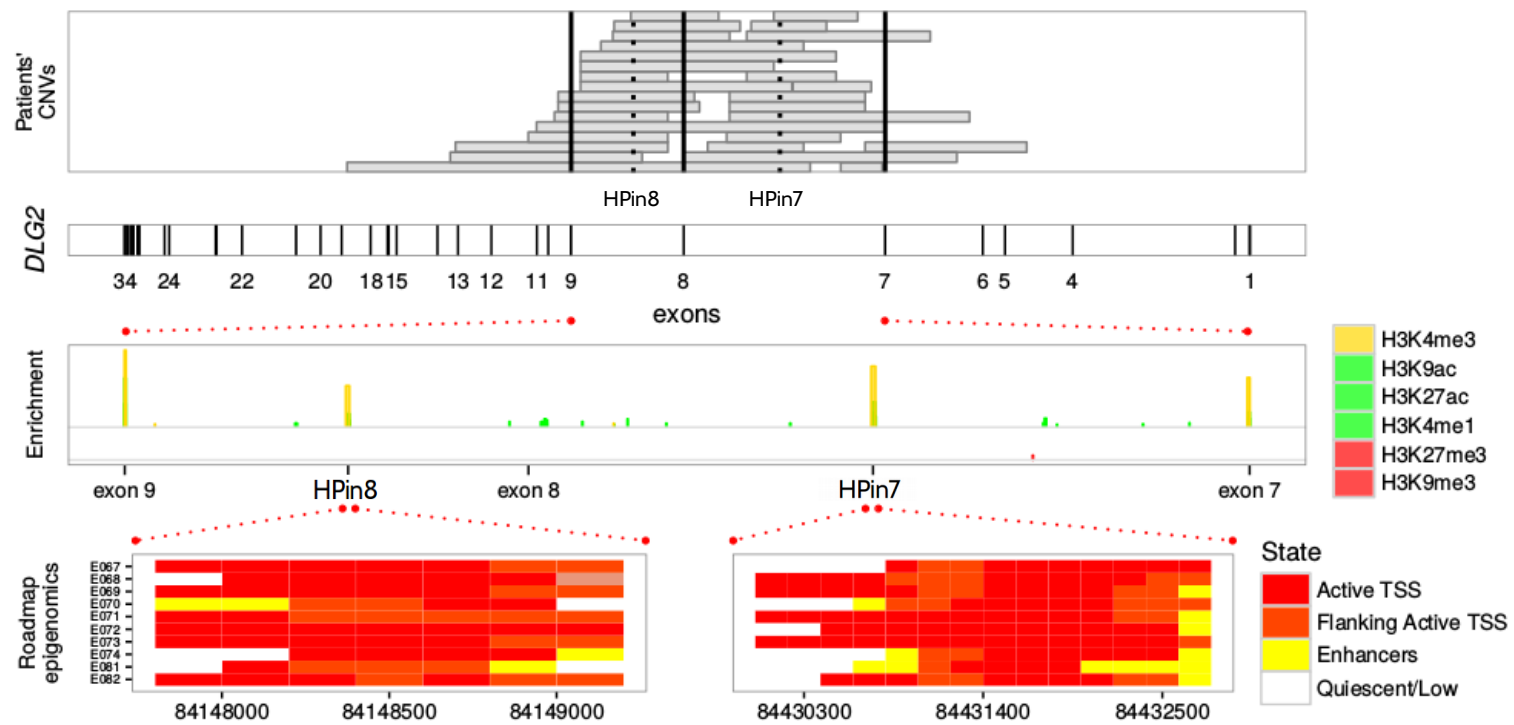 Patients'
CNVs
HPin8 HPin7
DLG2
34 24 22 20 18 15 13 12 11 9 8 7 6 5 4 1
exons
Enrichment
H3K4me3
H3K9ac
H3K27ac
H3K4me1
H3K27me3
H3K9me3
exon 9 HPin8 exon 8 HPin7 exon 7
Roadmap
epigenomics
E067
E068
E069
E070
E071
E072
E073
E074
E081
E082
84148000 84148500 84149000 84430300 84431400 84432500
State
Active TSS
Flanking Active TSS
Enhancers
Quiescent/Low